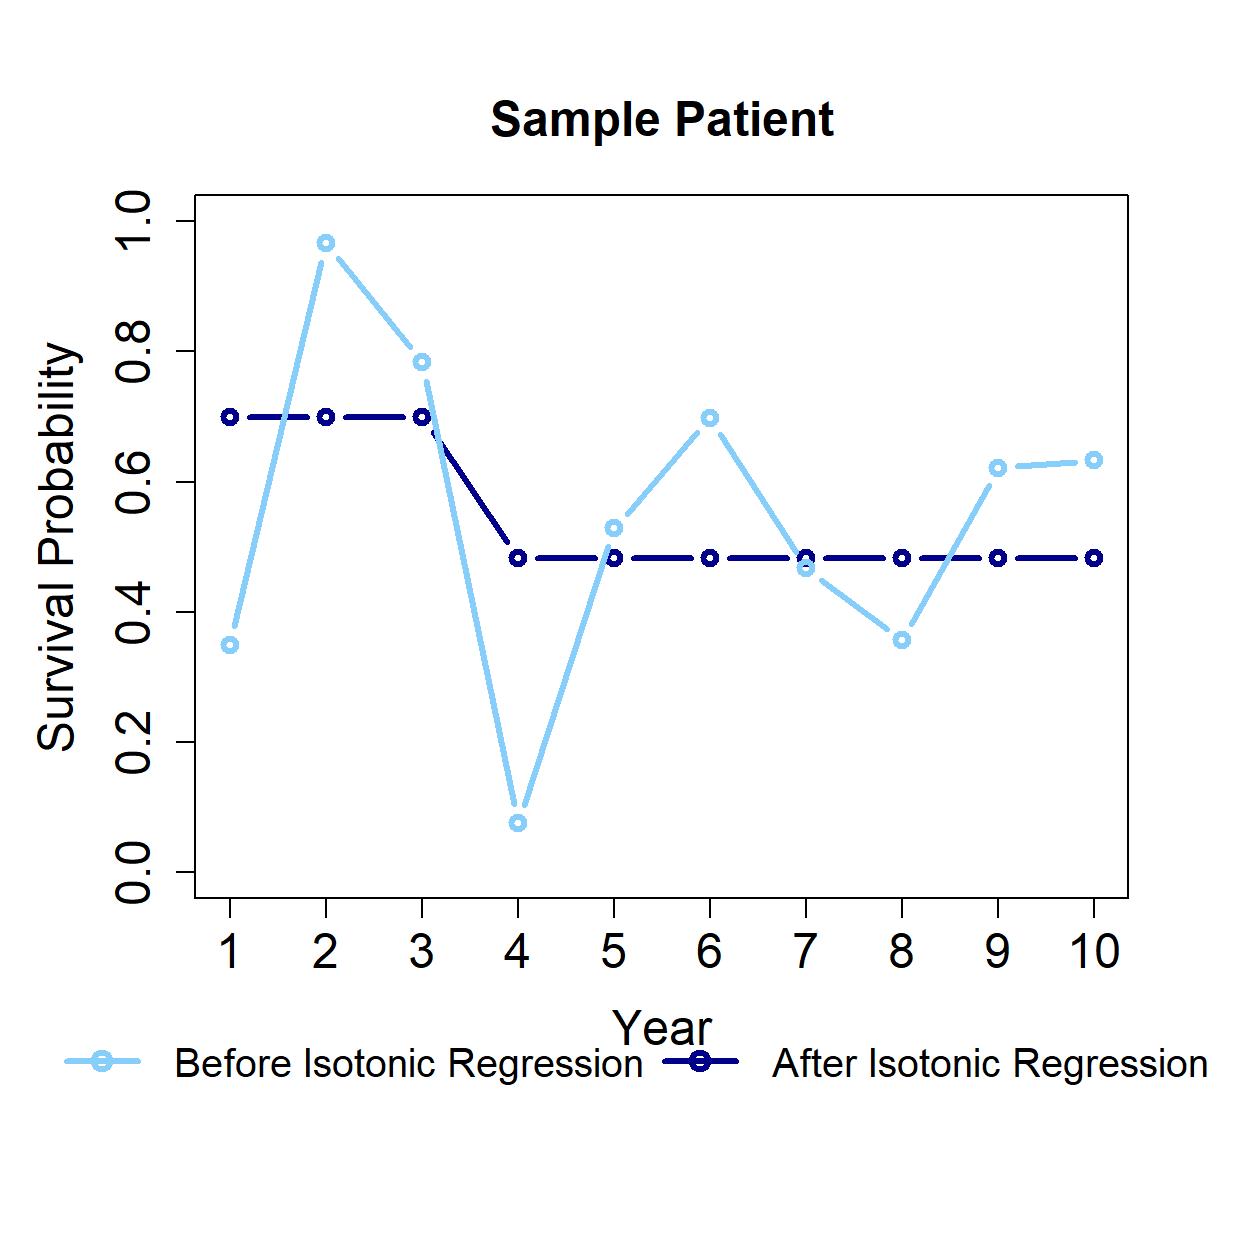 Sample Patient
Survival Probability
1.0
0.8
0.6
0.4
0.2
0.0
1 2 3 4 5 6 7 8 9 10
Year
Before Isotonic Regression After Isotonic Regression